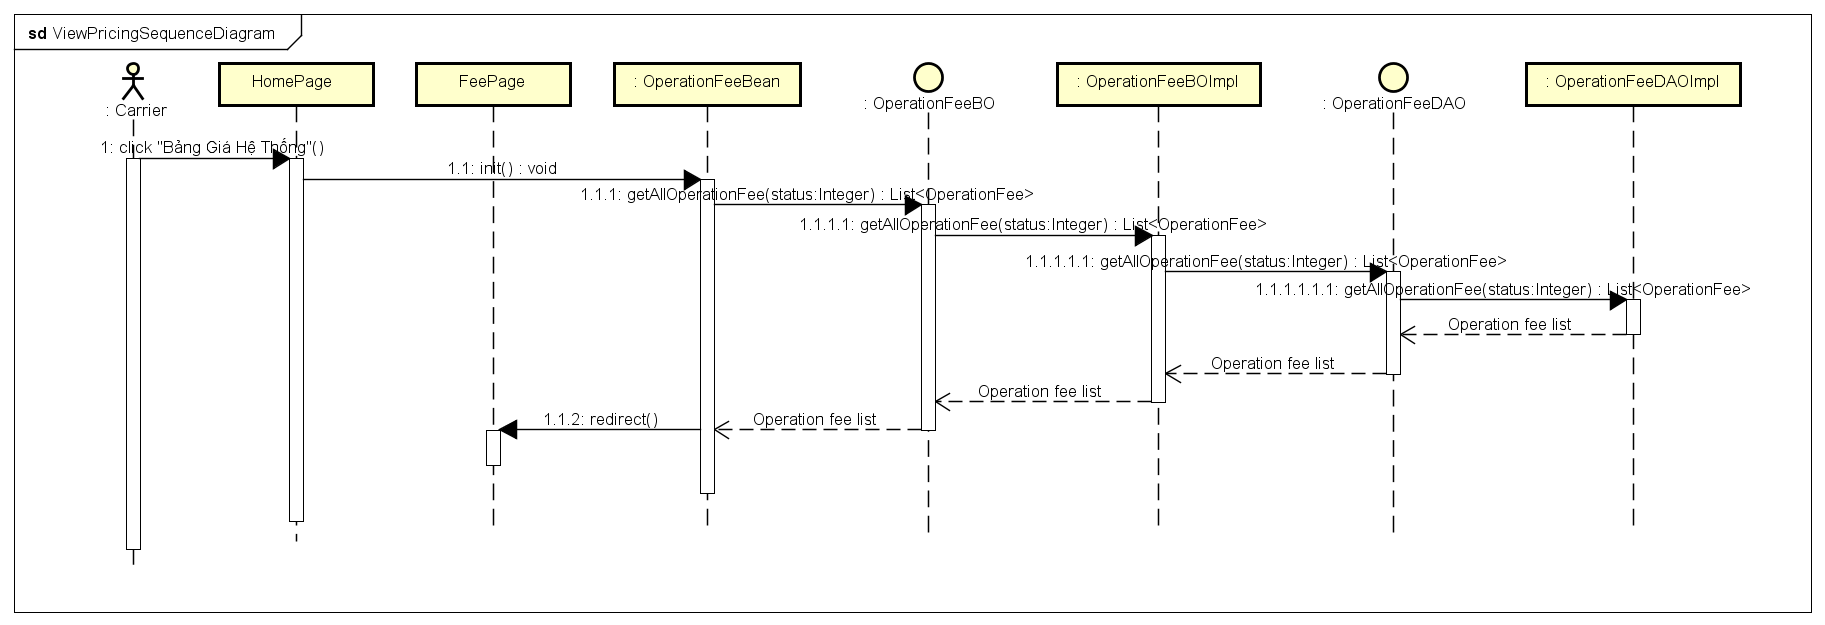 sd ViewPricingSequenceDiagram
HomePage
FeePage
: OperationFeeBean
: OperationFeeBOImpl
: OperationFeeDAOImpl
: Carrier
: OperationFeeBO
: OperationFeeDAO
1: click "Bảng Giá Hệ Thống"()
1.1: init() : void
1.1.1: getAllOperationFee(status:Integer) : List<OperationFee>
1.1.1.1: getAllOperationFee(status:Integer) : List<OperationFee>
1.1.1.1.1: getAllOperationFee(status:Integer) : List<OperationFee>
1.1.1.1.1.1: getAllOperationFee(status:Integer) : List<OperationFee>
Operation fee list
Operation fee list
Operation fee list
1.1.2: redirect()
Operation fee list